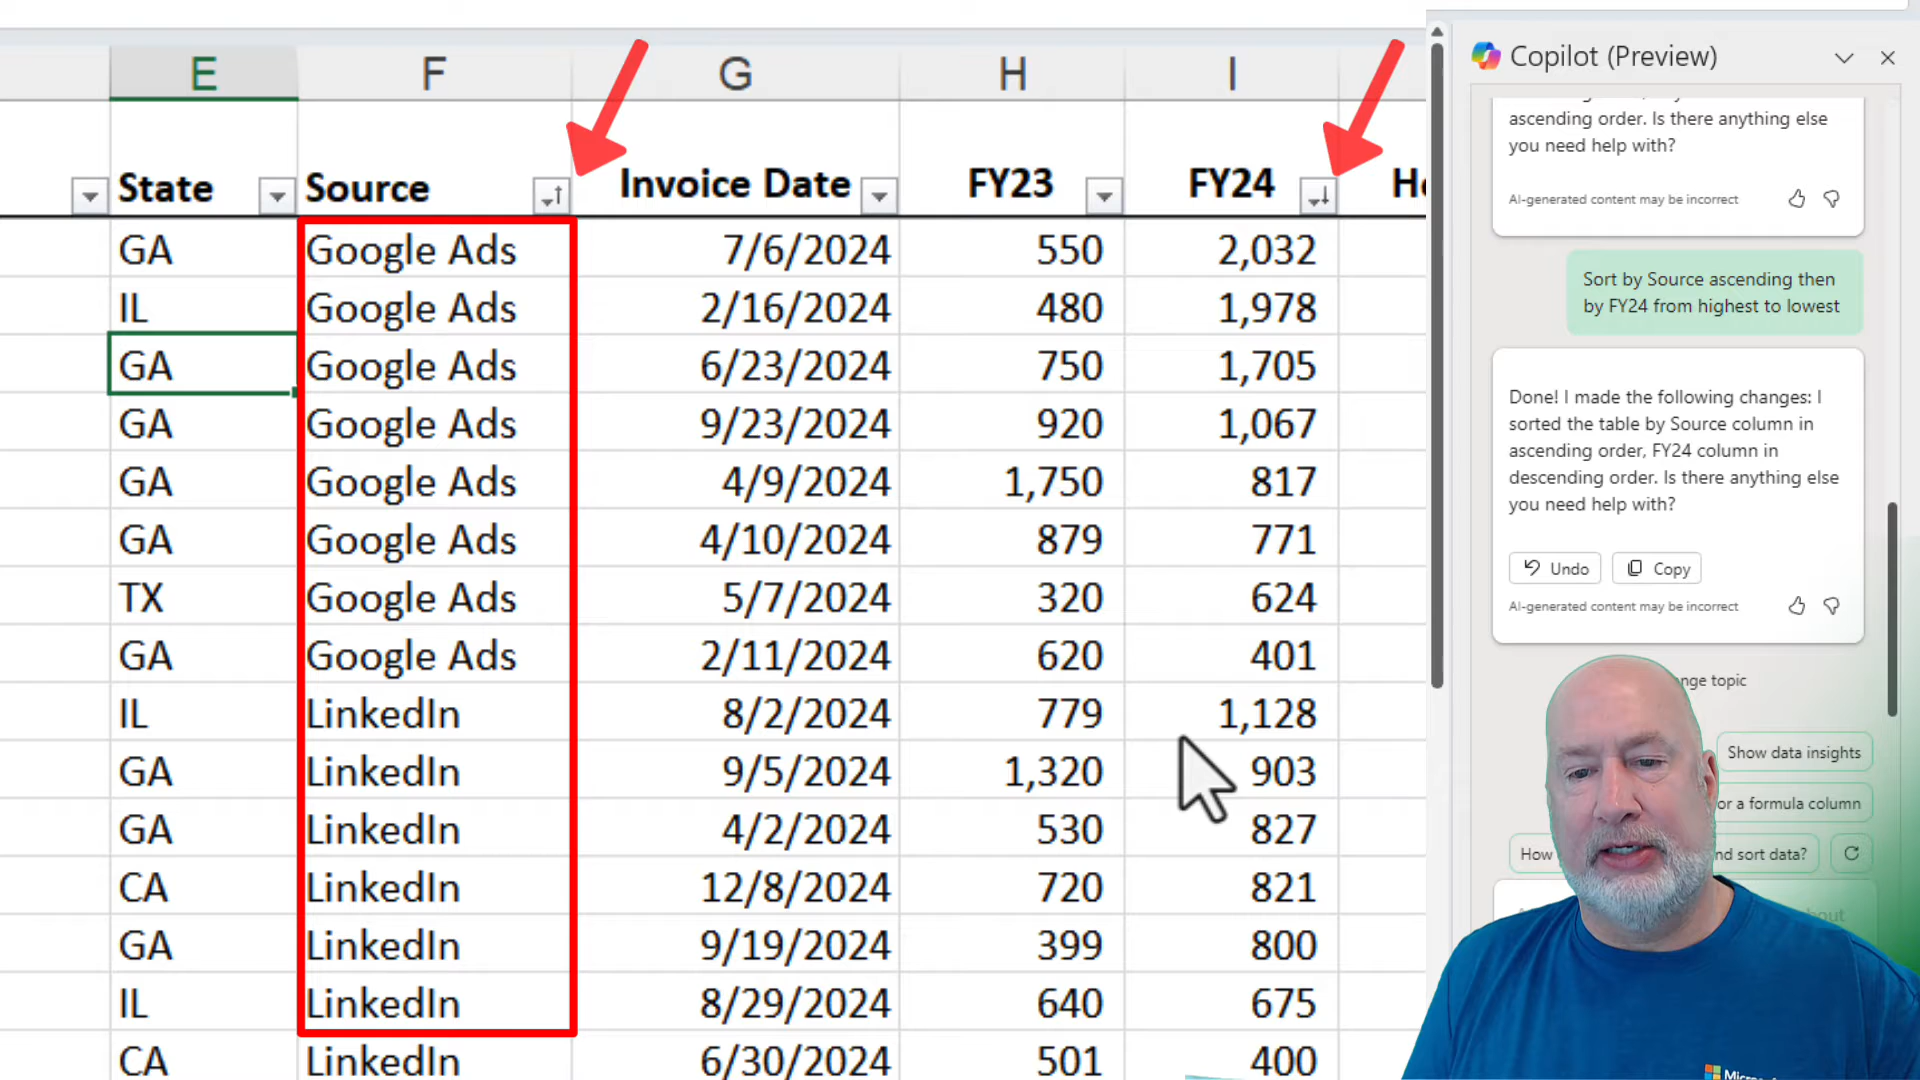 E F G H I
State Source Invoice Date FY23 FY24
GA Google Ads 7/6/2024 550 2,032
IL Google Ads 2/16/2024 480 1,978
GA Google Ads 6/23/2024 750 1,705
GA Google Ads 9/23/2024 920 1,067
GA Google Ads 4/9/2024 1,750 817
GA Google Ads 4/10/2024 879 771
TX Google Ads 5/7/2024 320 624
GA Google Ads 2/11/2024 620 401
IL LinkedIn 8/2/2024 779 1,128
GA LinkedIn 9/5/2024 1,320 903
GA LinkedIn 4/2/2024 530 827
CA LinkedIn 12/8/2024 720 821
GA LinkedIn 9/19/2024 399 800
IL LinkedIn 8/29/2024 640 675
CA LinkedIn 6/30/2024 501 400
Copilot (Preview)
ascending order. Is there anything else
you need help with?
AI-generated content may be incorrect
Sort by Source ascending then
by FY24 from highest to lowest
Done! I made the following changes: I
sorted the table by Source column in
ascending order, FY24 column in
descending order. Is there anything else
you need help with?
Undo Copy
AI-generated content may be incorrect
topic
Show data insights
or a formula column
How sort data?